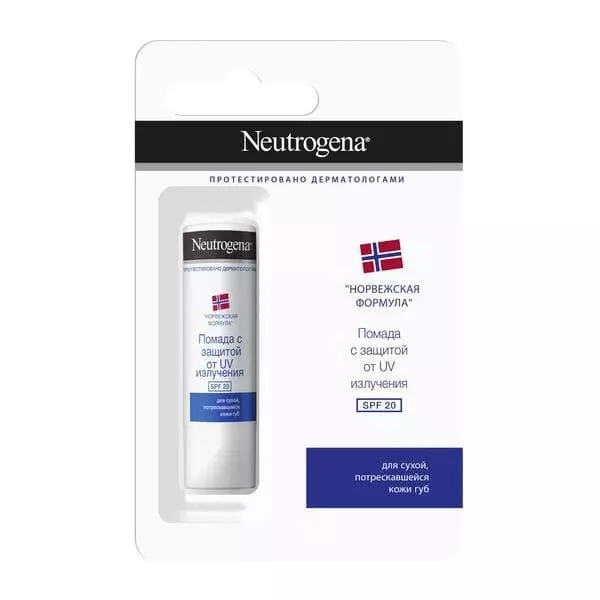 Neutrogena®
ПРОТЕСТИРОВАНО ДЕРМАТОЛОГАМИ
Neutrogena®
ПРОТЕСТИРОВАНО ДЕРМАТОЛОГАМИ
"НОРВЕЖСКАЯ
ФОРМУЛА"
Помада с
защитой
от UV
излучения
SPF 20
для сухой,
потрескавшейся
кожи губ
"НОРВЕЖСКАЯ
ФОРМУЛА"
Помада
с защитой
от UV
излучения
SPF 20
для сухой,
потрескавшейся
кожи губ